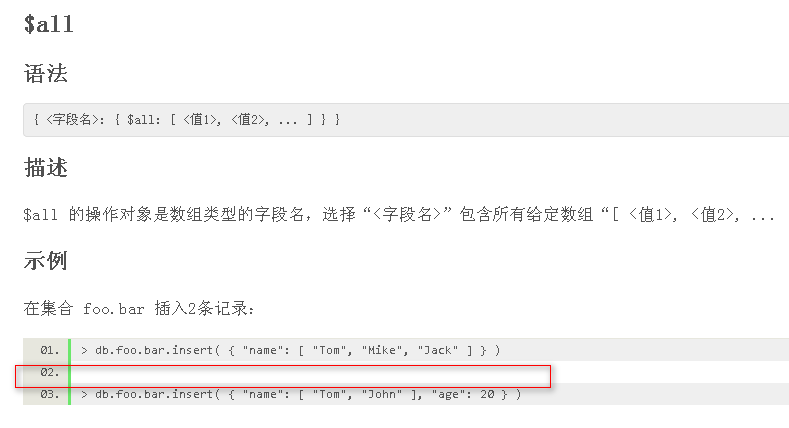 $all
语法
{ <字段名>: { $all: [ <值1>, <值2>, ... ] } }
描述
$all 的操作对象是数组类型的字段名，选择“<字段名>”包含所有给定数组“[ <值1>, <值2>, ...
示例
在集合 foo.bar 插入2条记录：
01. > db.foo.bar.insert( { "name": [ "Tom", "Mike", "Jack" ] } )
02.
03. > db.foo.bar.insert( { "name": [ "Tom", "John" ], "age": 20 } )